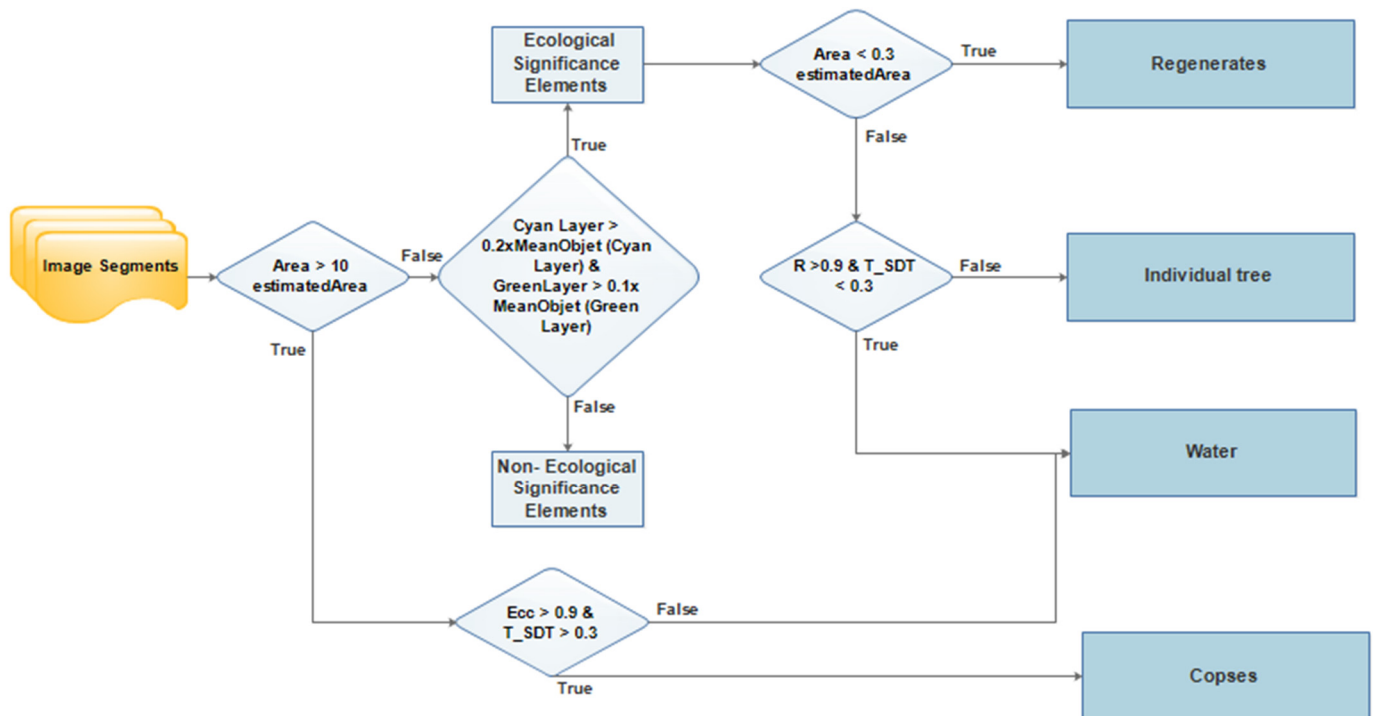 Image Segments
Area > 10
estimatedArea
False
True
Cyan Layer >
0.2xMeanObjet (Cyan
Layer) &
GreenLayer > 0.1x
MeanObjet (Green
Layer)
True
False
Ecological
Significance
Elements
Non- Ecological
Significance
Elements
Area < 0.3
estimatedArea
True
False
Regenerates
R >0.9 & T_SDT
< 0.3
False
True
Individual tree
Water
Ecc > 0.9 &
T_SDT > 0.3
False
True
Copses